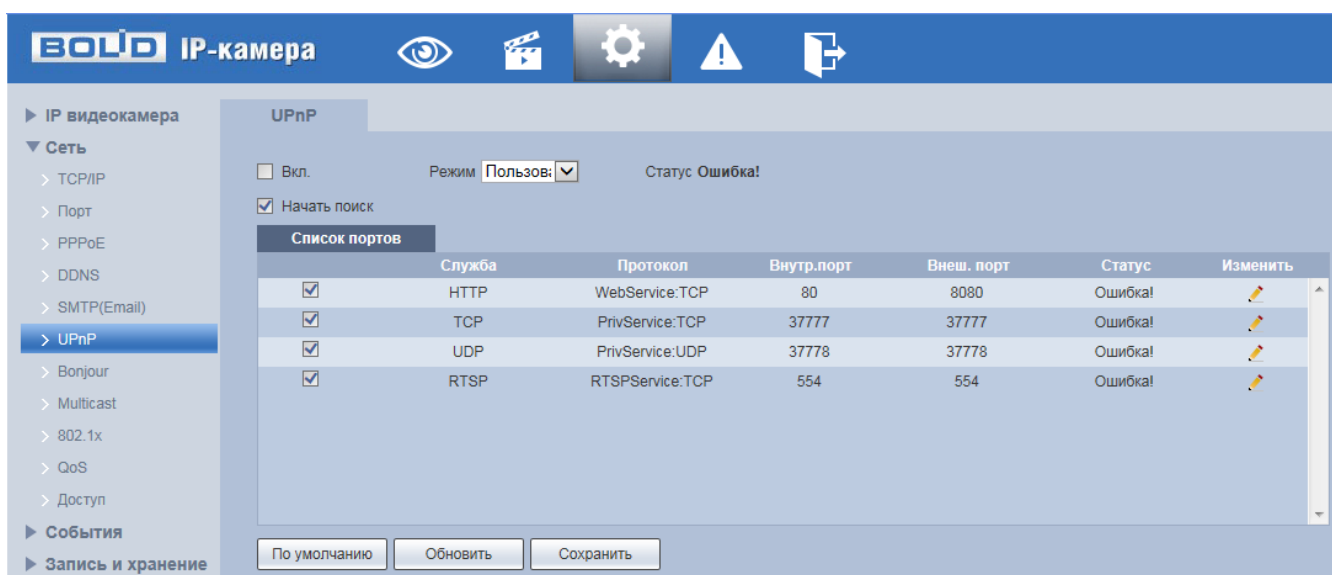 BOLID IP-камера
IP видеокамера
Сеть
TCP/IP
Порт
PPPoE
DDNS
SMTP(Email)
UPnP
Bonjour
Multicast
802.1x
QoS
Доступ
События
Запись и хранение
UPnP
Вкл. Режим Пользов Статус Ошибка!
Начать поиск
Список портов
Служба Протокол Внутр.порт Внеш. порт Статус Изменить
HTTP WebService:TCP 80 8080 Ошибка!
TCP PrivService:TCP 37777 37777 Ошибка!
UDP PrivService:UDP 37778 37778 Ошибка!
RTSP RTSPService:TCP 554 554 Ошибка!
По умолчанию Обновить Сохранить